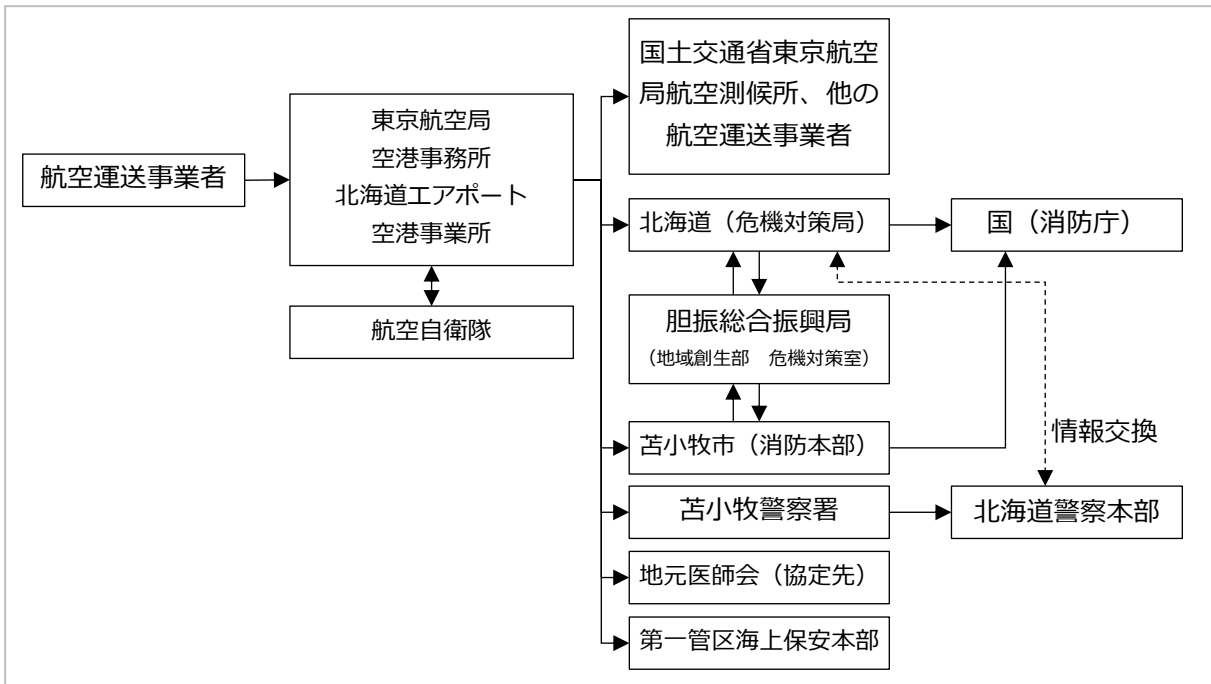 航空運送事業者
東京航空局
空港事務所
北海道エアポート
空港事業所
航空自衛隊
国土交通省東京航空
局航空測候所、他の
航空運送事業者
北海道（危機対策局）
国（消防庁）
胆振総合振興局
（地域創生部　危機対策室）
苫小牧市（消防本部）
情報交換
苫小牧警察署
北海道警察本部
地元医師会（協定先）
第一管区海上保安本部